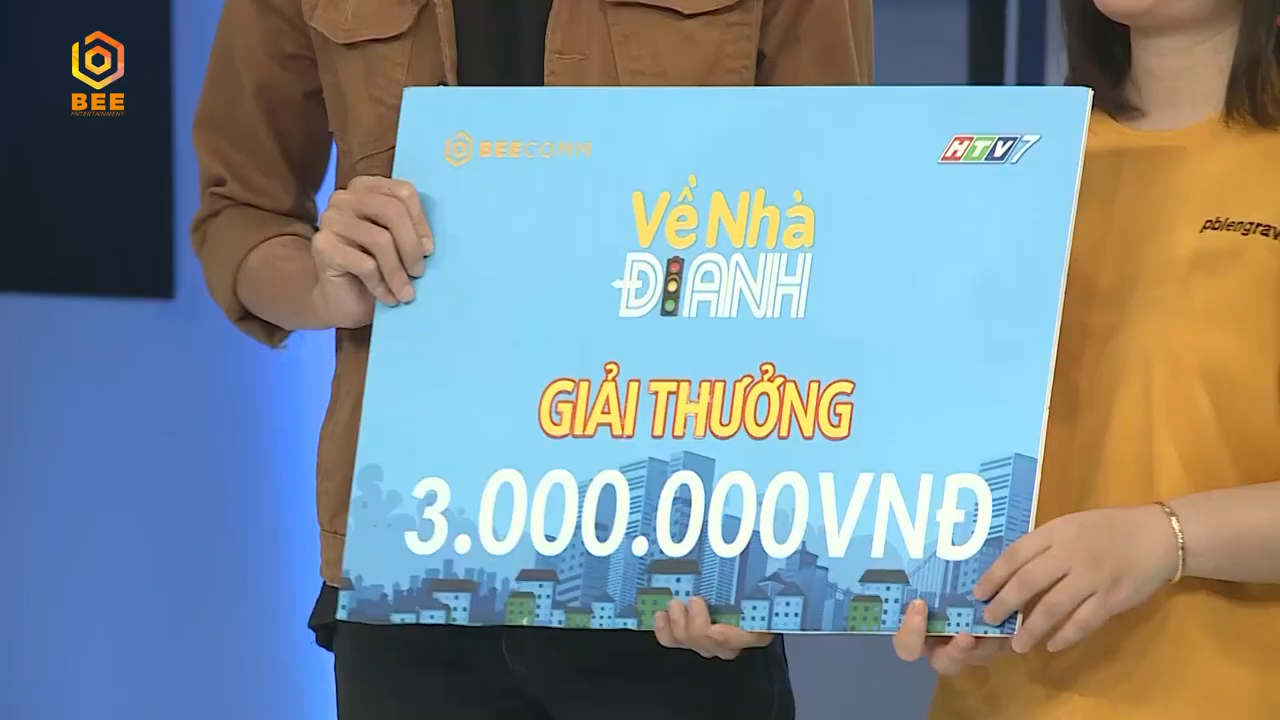 BEE
ENTERTAINMENT
BEECOMM
HTV7
Về Nhà
ĐI ANH
GIẢI THƯỞNG
3.000.000VNĐ
pblengrav